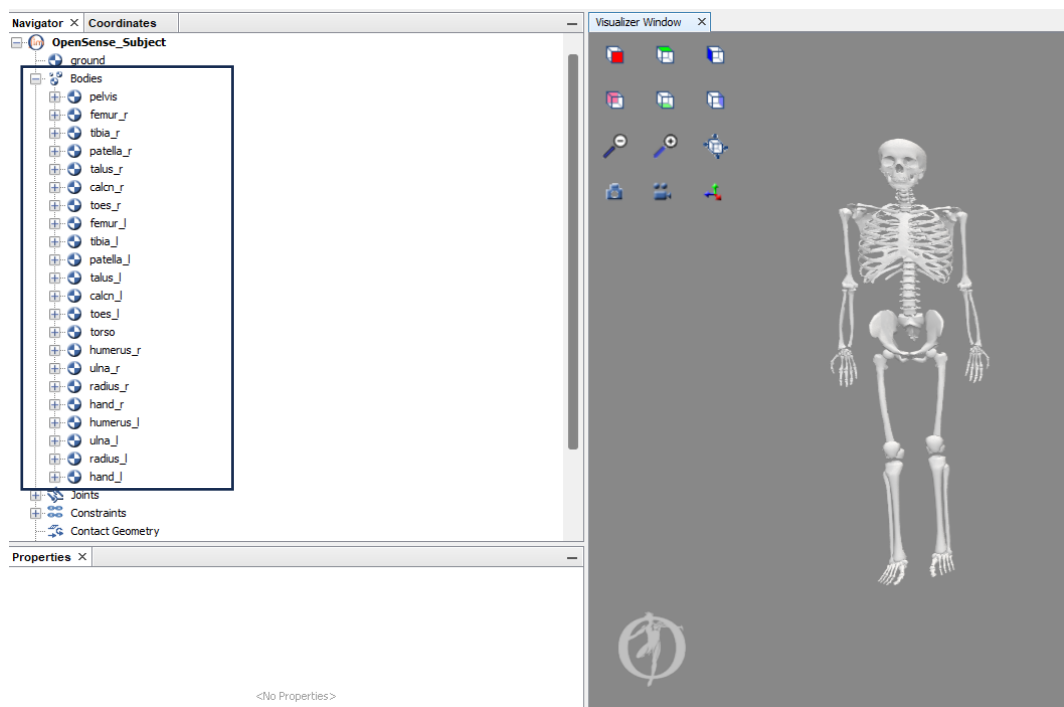 Navigator × Coordinates
Visualizer Window ×
OpenSense_Subject
ground
Bodies
pelvis
femur_r
tibia_r
patella_r
talus_r
calcn_r
toes_r
femur_l
tibia_l
patella_l
talus_l
calcn_l
toes_l
torso
humerus_r
ulna_r
radius_r
hand_r
humerus_l
ulna_l
radius_l
hand_l
Joints
Constraints
Contact Geometry
Properties ×
<No Properties>